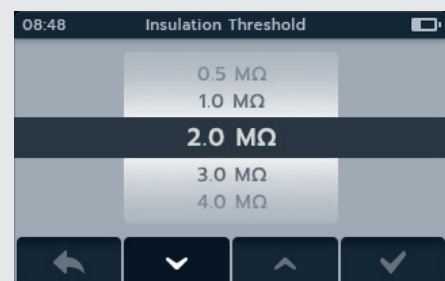 08:48 Insulation Threshold
0.5 MΩ
1.0 MΩ
2.0 MΩ
3.0 MΩ
4.0 MΩ